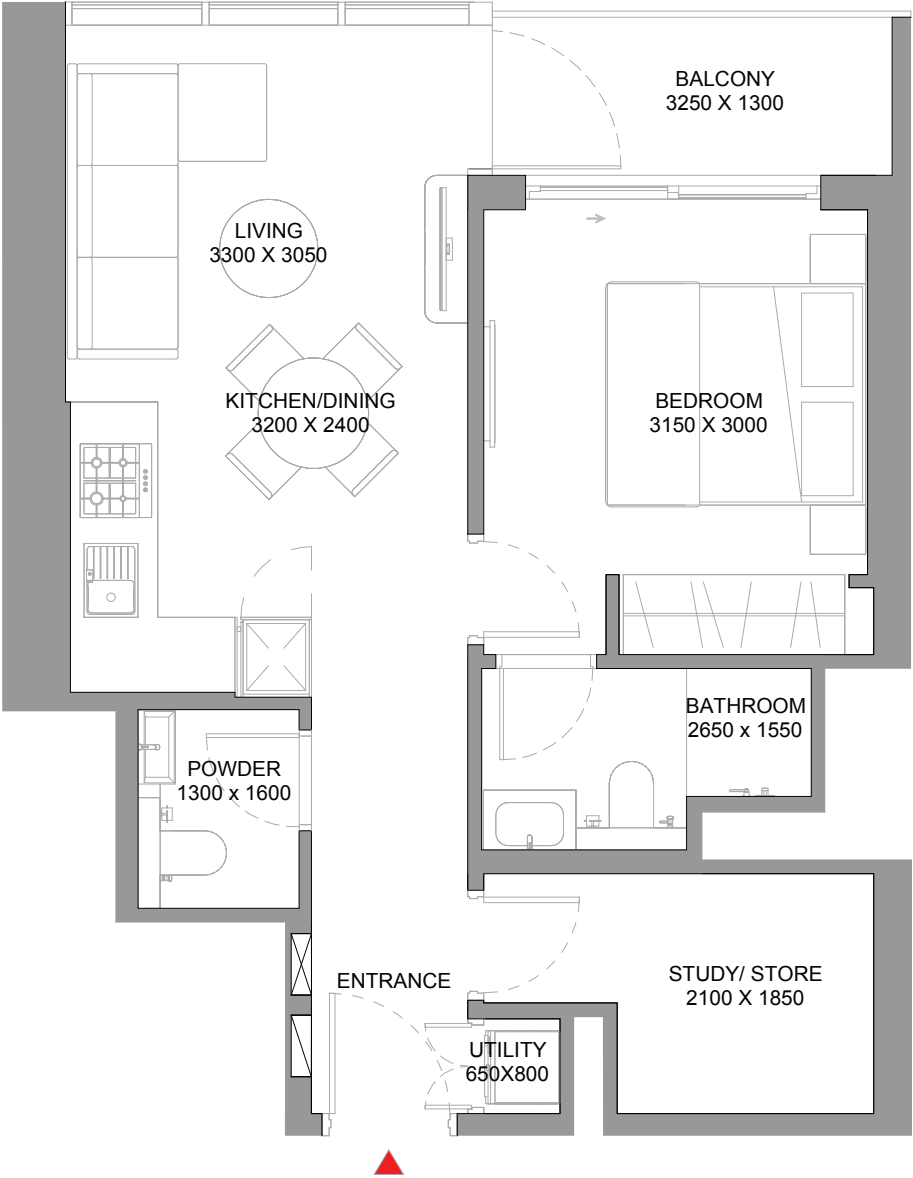 BALCONY
3250 X 1300
LIVING
3300 X 3050
KITCHEN/DINING
3200 X 2400
BEDROOM
3150 X 3000
BATHROOM
2650 x 1550
POWDER
1300 x 1600
ENTRANCE
STUDY/ STORE
2100 X 1850
UTILITY
650X800